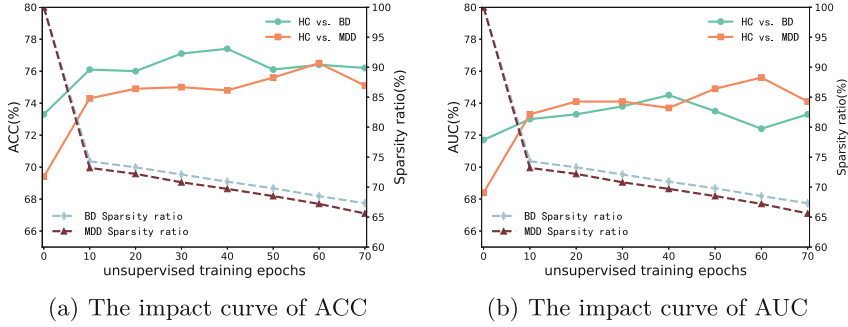 80
78
76
74
72
70
68
66
ACC(%)
HC vs. BD
HC vs. MDD
BD Sparsity ratio
MDD Sparsity ratio
100
95
90
85
80
75
70
65
60
Sparsity ratio(%)
0 10 20 30 40 50 60 70
unsupervised training epochs
(a) The impact curve of ACC
80
78
76
74
72
70
68
66
AUC(%)
HC vs. BD
HC vs. MDD
BD Sparsity ratio
MDD Sparsity ratio
100
95
90
85
80
75
70
65
60
Sparsity ratio(%)
0 10 20 30 40 50 60 70
unsupervised training epochs
(b) The impact curve of AUC